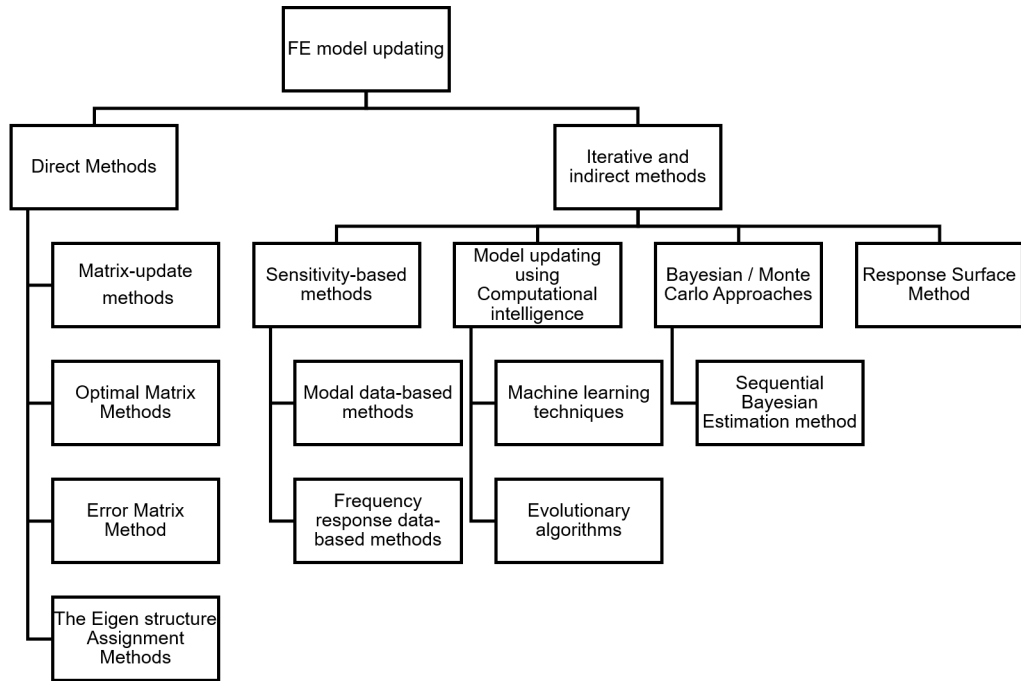 FE model updating
Direct Methods
Iterative and
indirect methods
Matrix-update
methods
Optimal Matrix
Methods
Error Matrix
Method
The Eigen structure
Assignment
Methods
Sensitivity-based
methods
Modal data-based
methods
Frequency
response data-
based methods
Model updating
using
Computational
intelligence
Machine learning
techniques
Evolutionary
algorithms
Bayesian / Monte
Carlo Approaches
Sequential
Bayesian
Estimation method
Response Surface
Method